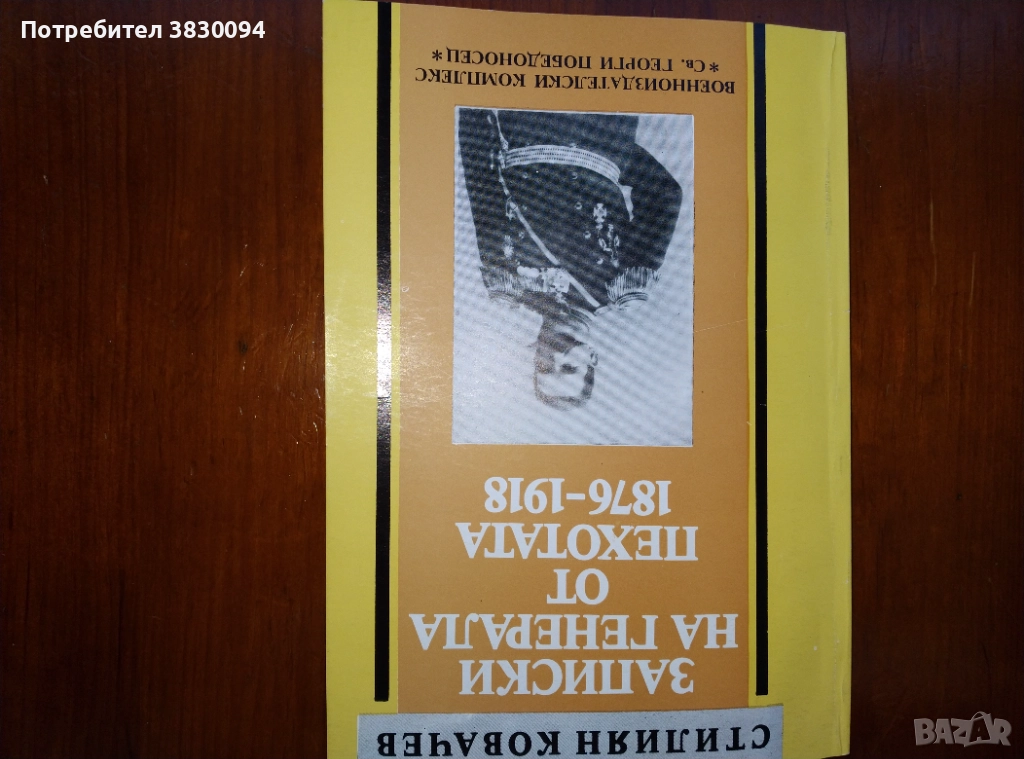 Потребител 3830094
СТИЛИЯН КОВАЧЕВ
ЗАПИСКИ
НА ГЕНЕРАЛА
ОТ
ПЕХОТАТА
1876-1918
ВОЕННОИЗДАТЕЛСКИ КОМПЛЕКС
*Св. ГЕОРГИ ПОБЕДОНОСЕЦ*
BAZAR